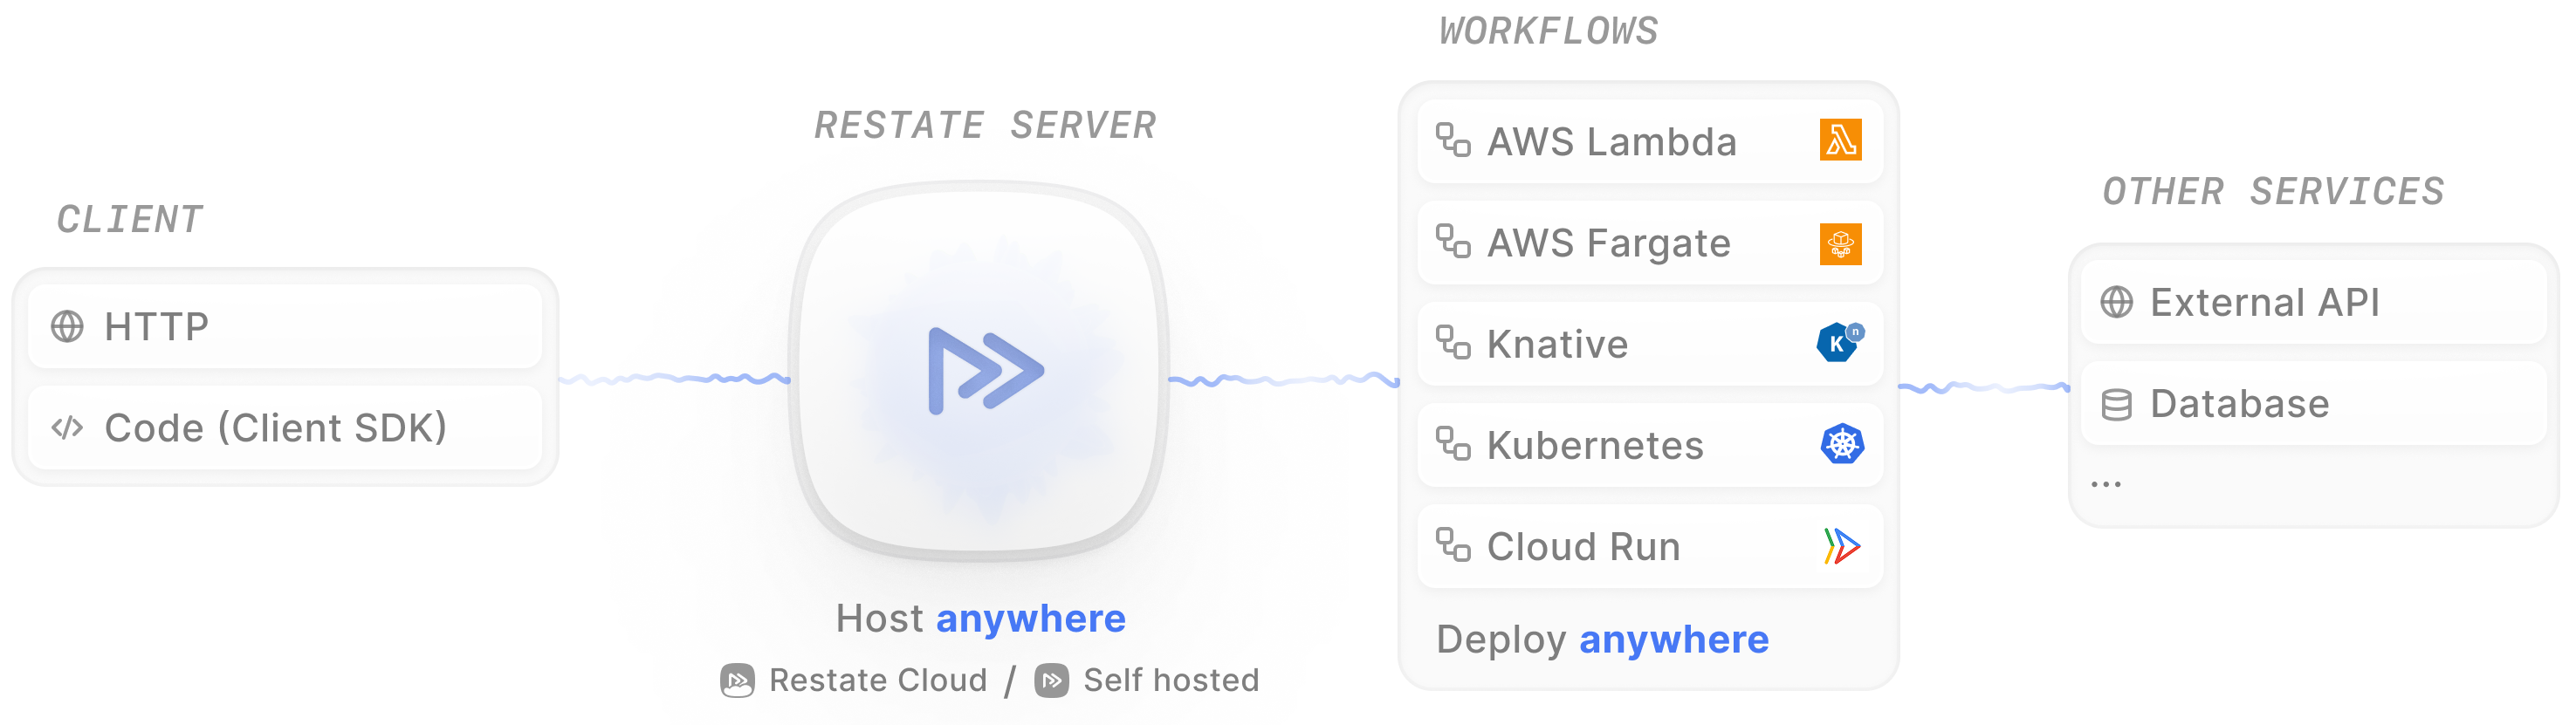 CLIENT
HTTP
Code (Client SDK)
RESTATE SERVER
Host anywhere
Restate Cloud / Self hosted
WORKFLOWS
AWS Lambda
AWS Fargate
Knative
K n
Kubernetes
Cloud Run
Deploy anywhere
OTHER SERVICES
External API
Database
...